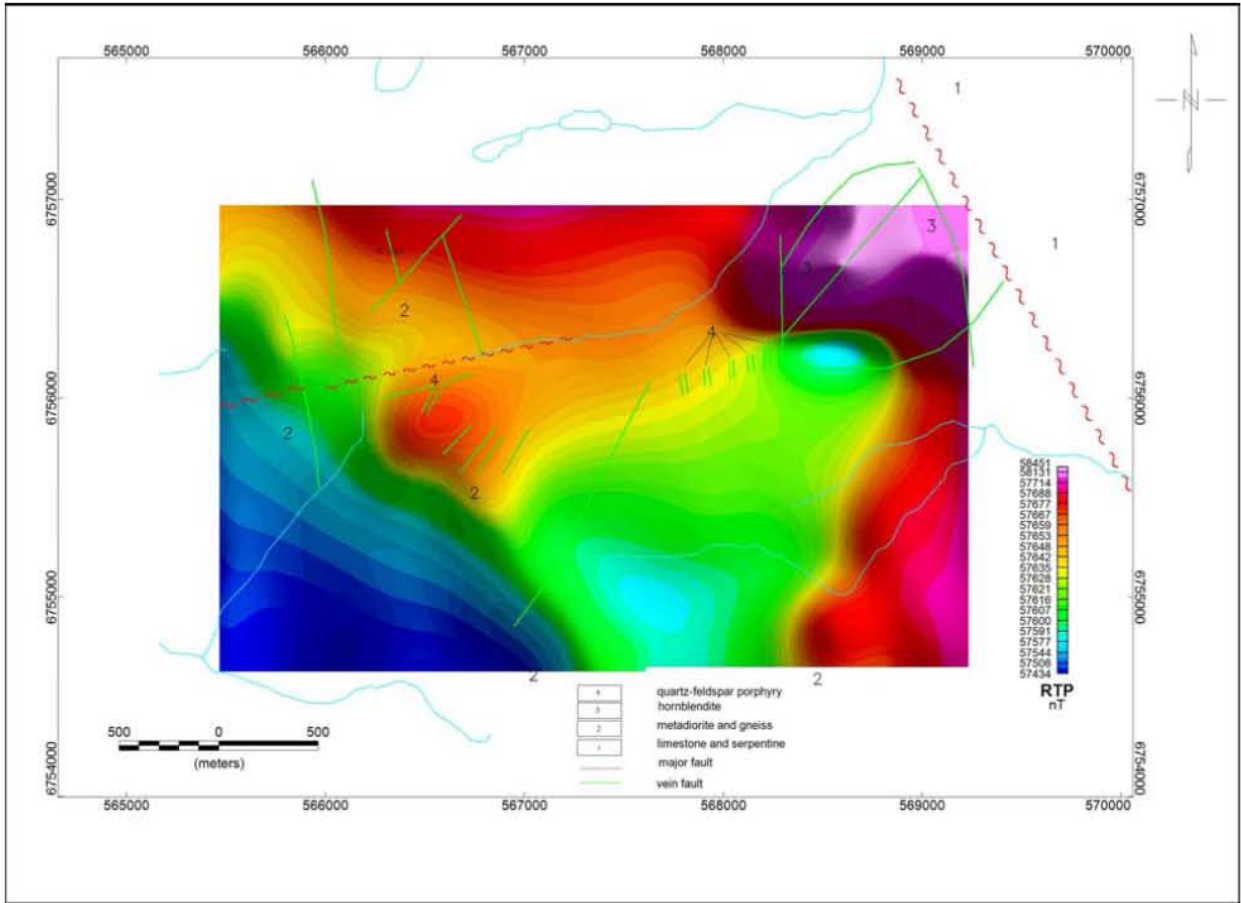 565000 566000 567000 568000 569000 570000
1
N
6757000 6757000
3
1
3
2
4
6756000 6756000
4
2
2
58451
58131
57714
57688
57677
57667
57659
57653
57648
57642
57635
57628
57621
57616
57607
57600
57591
57577
57544
57506
57434
RTP
nT
6755000 6755000
2 2
4 quartz-feldspar porphyry
3 hornblendite
2 metadiorite and gneiss
1 limestone and serpentine
major fault
vein fault
500 0 500
(meters)
6754000 6754000
565000 566000 567000 568000 569000 570000